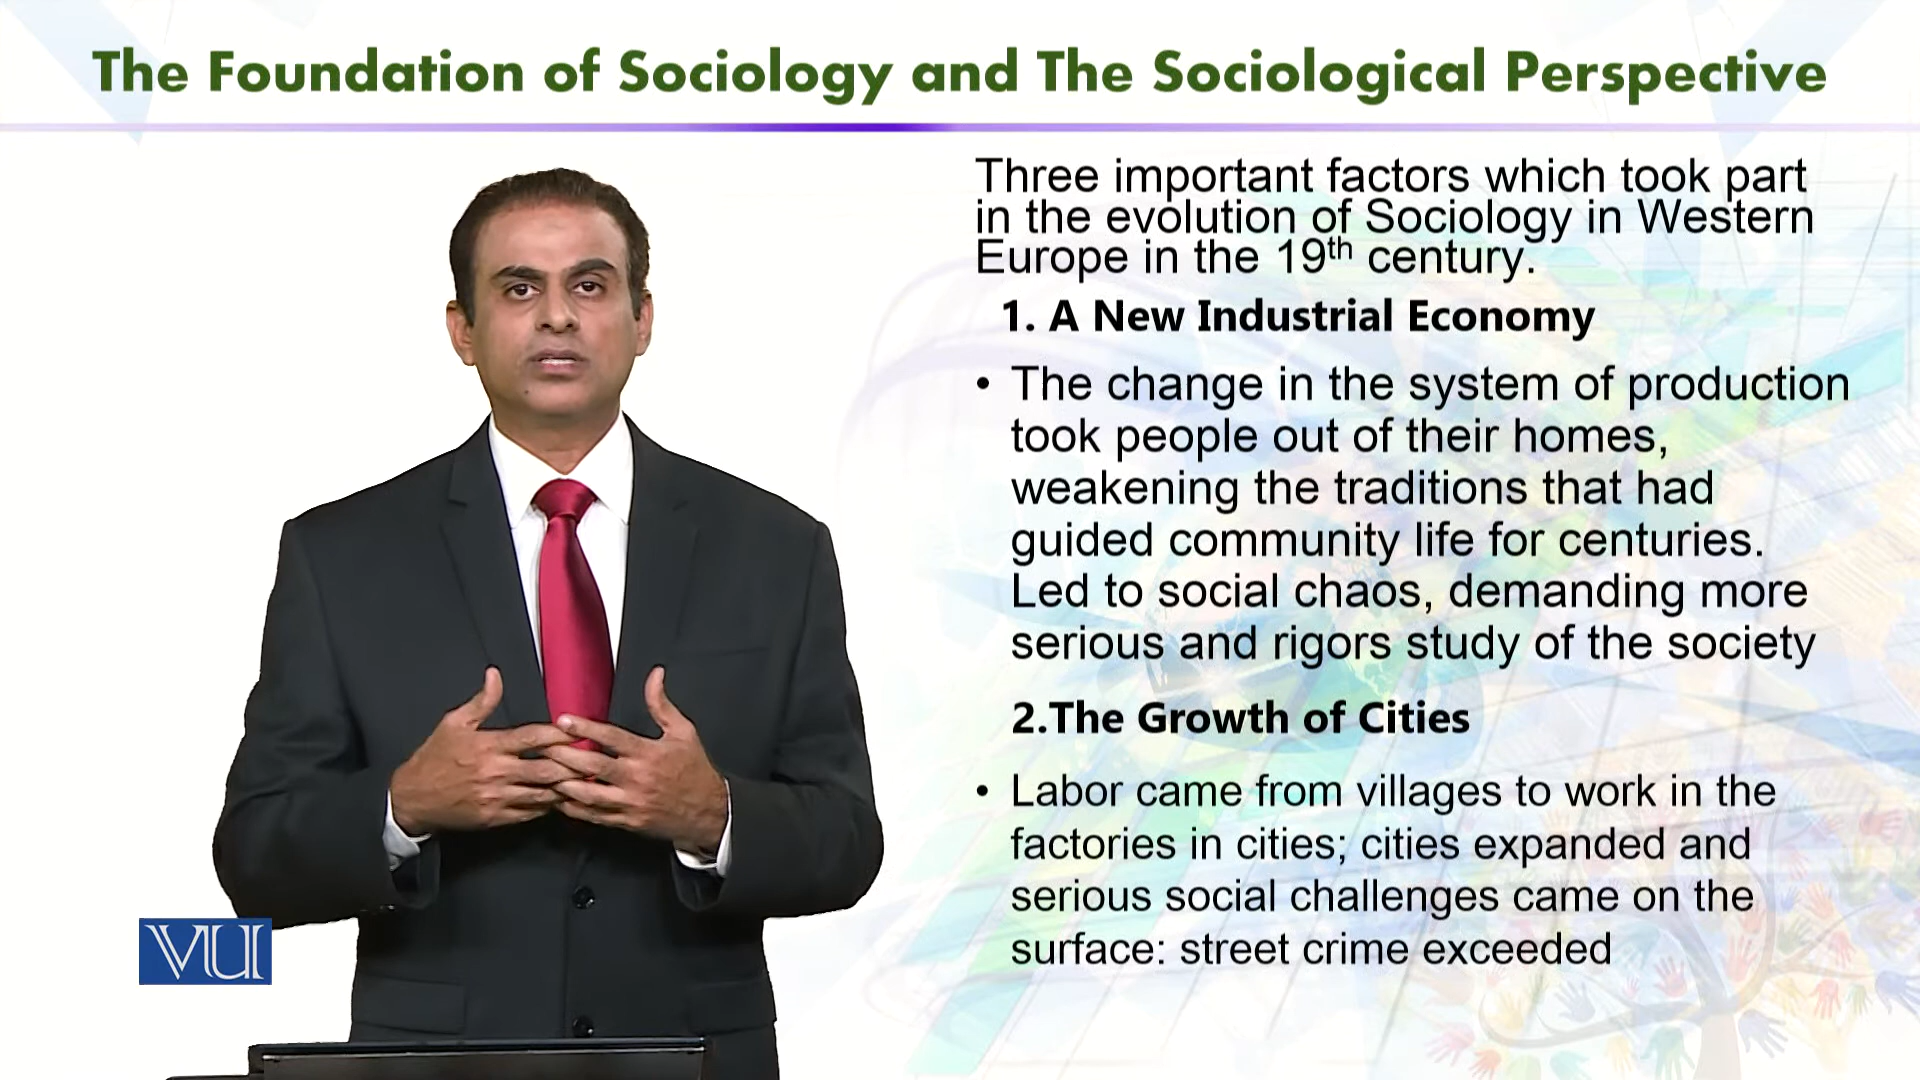 The Foundation of Sociology and The Sociological Perspective
Three important factors which took part
in the evolution of Sociology in Western
Europe in the 19th century.
1. A New Industrial Economy
• The change in the system of production
took people out of their homes,
weakening the traditions that had
guided community life for centuries.
Led to social chaos, demanding more
serious and rigors study of the society
2.The Growth of Cities
• Labor came from villages to work in the
factories in cities; cities expanded and
serious social challenges came on the
surface: street crime exceeded
VU